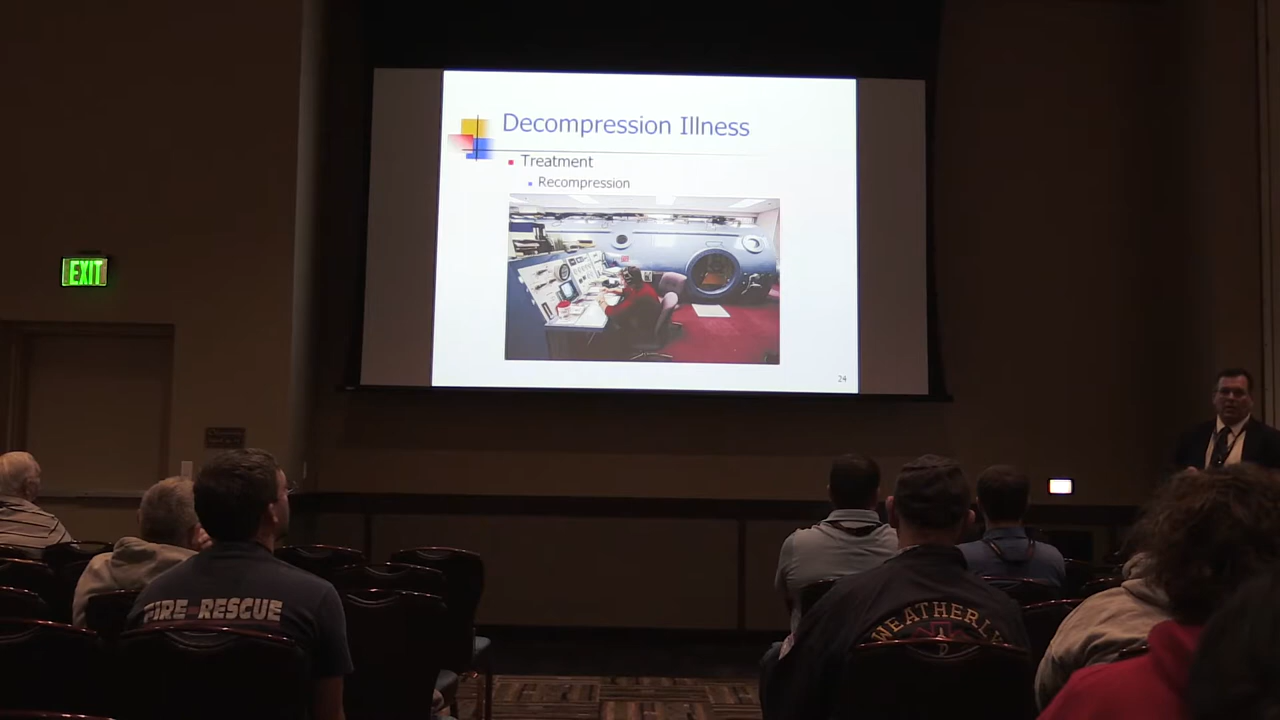 Decompression Illness
Treatment
Recompression
24
EXIT
FIRE RESCUE
WEATHERLY